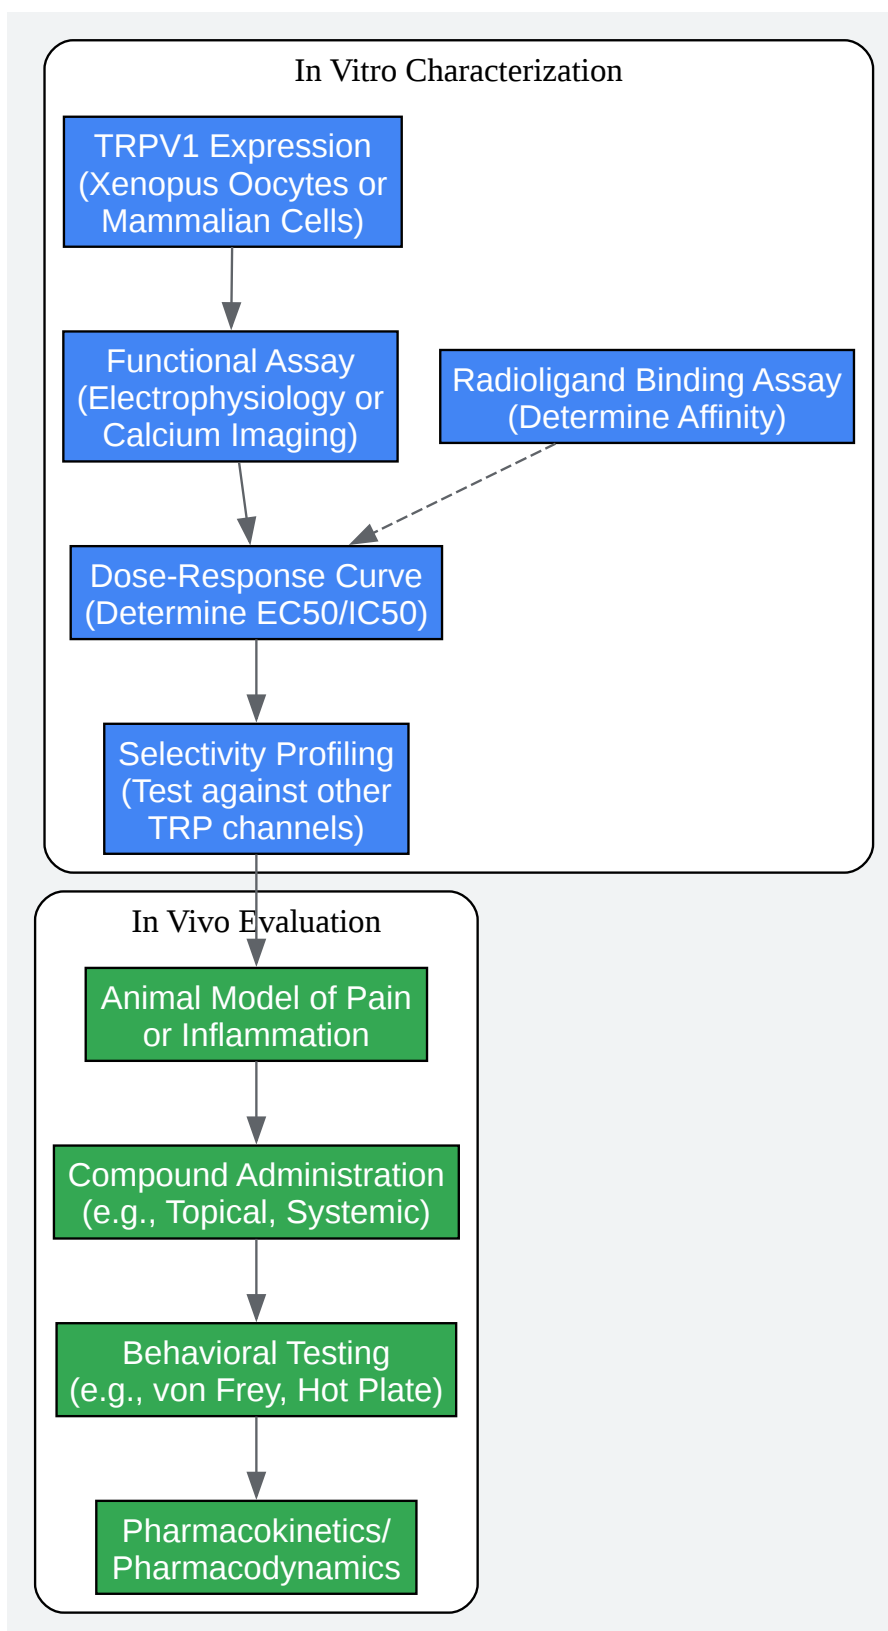 In Vitro Characterization
TRPV1 Expression
(Xenopus Oocytes or
Mammalian Cells)
Functional Assay
(Electrophysiology or
Calcium Imaging)
Radioligand Binding Assay
(Determine Affinity)
Dose-Response Curve
(Determine EC50/IC50)
Selectivity Profiling
(Test against other
TRP channels)
In Vivo Evaluation
Animal Model of Pain
or Inflammation
Compound Administration
(e.g., Topical, Systemic)
Behavioral Testing
(e.g., von Frey, Hot Plate)
Pharmacokinetics/
Pharmacodynamics